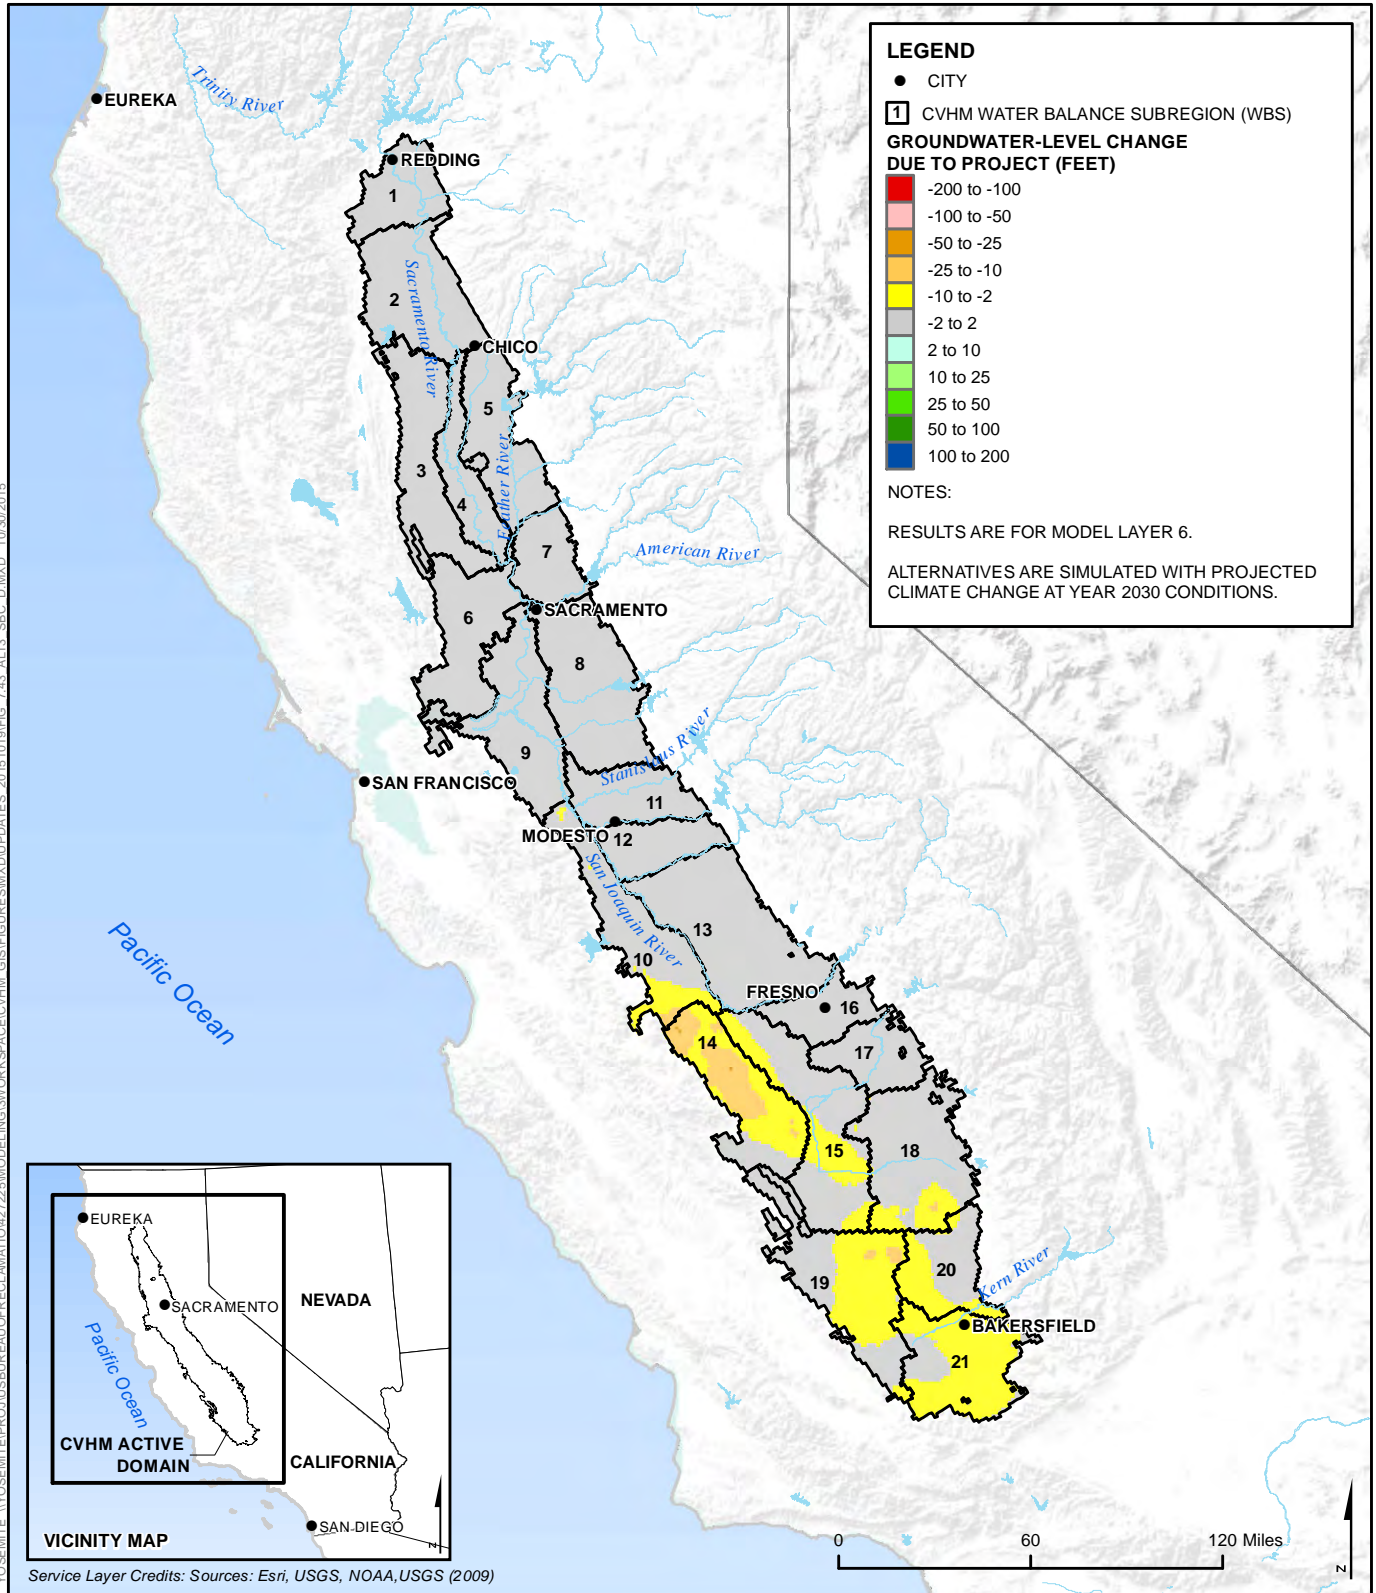 EUREKA
Trinity River
REDDING
1
2
Sacramento River
CHICO
5
3
4
Feather River
7
American River
6
SACRAMENTO
8
9
Stanislaus River
SAN FRANCISCO
11
MODESTO
12
San Joaquin River
13
10
Pacific Ocean
FRESNO
16
14
17
15
18
19
20
Kern River
BAKERSFIELD
21
LEGEND
CITY
1 CVHM WATER BALANCE SUBREGION (WBS)
GROUNDWATER-LEVEL CHANGE
DUE TO PROJECT (FEET)
-200 to -100
-100 to -50
-50 to -25
-25 to -10
-10 to -2
-2 to 2
2 to 10
10 to 25
25 to 50
50 to 100
100 to 200
NOTES:
RESULTS ARE FOR MODEL LAYER 6.
ALTERNATIVES ARE SIMULATED WITH PROJECTED
CLIMATE CHANGE AT YEAR 2030 CONDITIONS.
EUREKA
SACRAMENTO
NEVADA
Pacific Ocean
CVHM ACTIVE
DOMAIN
CALIFORNIA
SAN DIEGO
VICINITY MAP
N
0 60 120 Miles
N
Service Layer Credits: Sources: Esri, USGS, NOAA,USGS (2009)